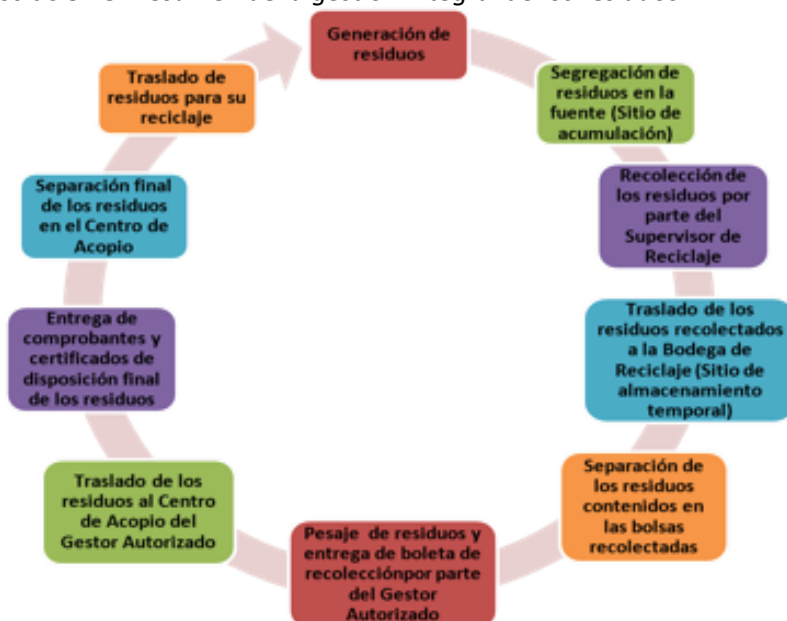 Generación de
residuos
Segregación de
residuos en la
fuente (Sitio de
acumulación)
Recolección de
los residuos por
parte del
Supervisor de
Reciclaje
Traslado de los
residuos recolectados
a la Bodega de
Reciclaje (Sitio de
almacenamiento
temporal)
Separación de
los residuos
contenidos en
las bolsas
recolectadas
Pesaje de residuos y
entrega de boleta de
recolecciónpor parte
del Gestor
Autorizado
Traslado de los
residuos al Centro
de Acopio del
Gestor Autorizado
Entrega de
comprobantes y
certificados de
disposición final
de los residuos
Separación final
de los residuos
en el Centro de
Acopio
Traslado de
residuos para su
reciclaje